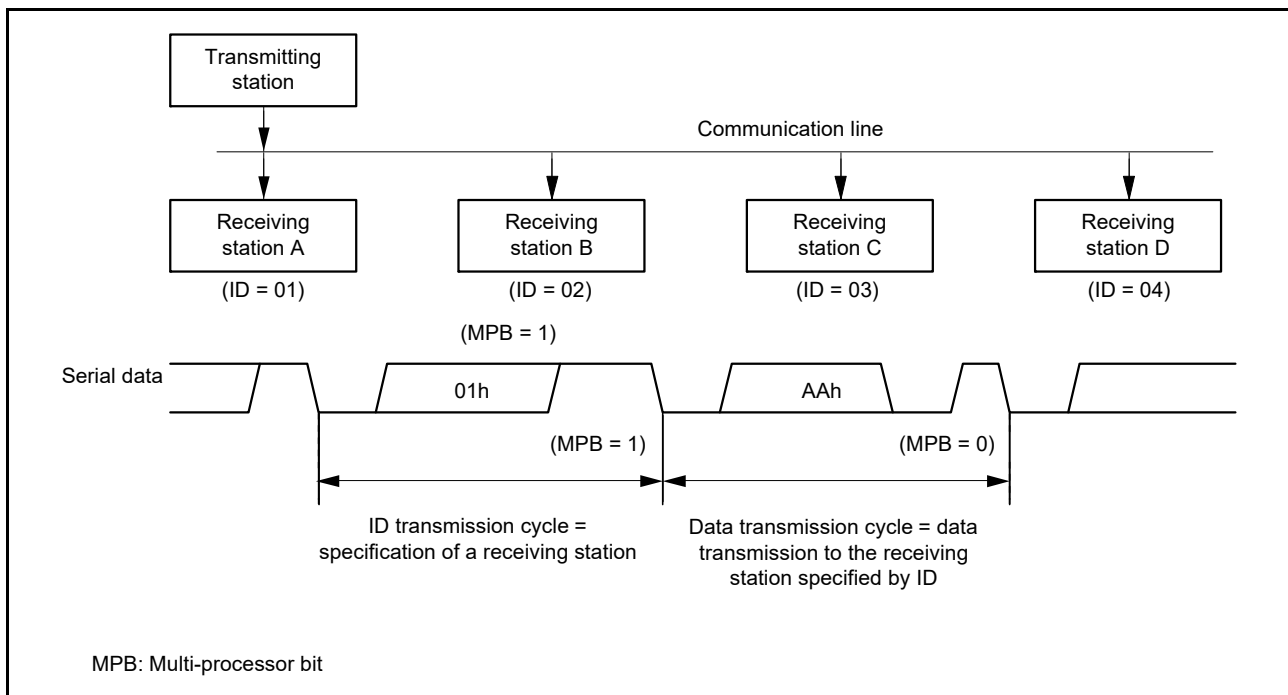 Transmitting
station
Communication line
Receiving
station A
Receiving
station B
Receiving
station C
Receiving
station D
(ID = 01)
(ID = 02)
(ID = 03)
(ID = 04)
(MPB = 1)
Serial data
01h
AAh
(MPB = 1)
(MPB = 0)
ID transmission cycle =
specification of a receiving station
Data transmission cycle = data
transmission to the receiving
station specified by ID
MPB: Multi-processor bit